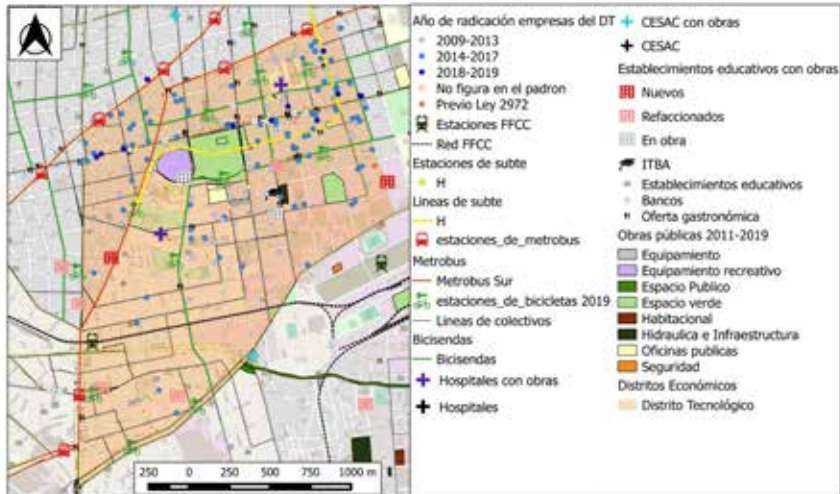 Año de radicación empresas del DT
2009-2013
2014-2017
2018-2019
No figura en el padron
Previo Ley 2972
Estaciones FFCC
Red FFCC
Estaciones de subte
H
Lineas de subte
H
estaciones_de_metrobus
Metrobus
Metrobus Sur
estaciones_de_bicicletas 2019
Lineas de colectivos
Bicisendas
Bicisendas
Hospitales con obras
Hospitales
CESAC con obras
CESAC
Establecimientos educativos con obras
Nuevos
Refaccionados
En obra
ITBA
Establecimientos educativos
Bancos
Oferta gastronómica
Obras públicas 2011-2019
Equipamiento
Equipamiento recreativo
Espacio Publico
Espacio verde
Habitacional
Hidraulica e Infraestructura
Oficinas publicas
Seguridad
Distritos Económicos
Distrito Tecnológico
250 0 250 500 750 1000 m